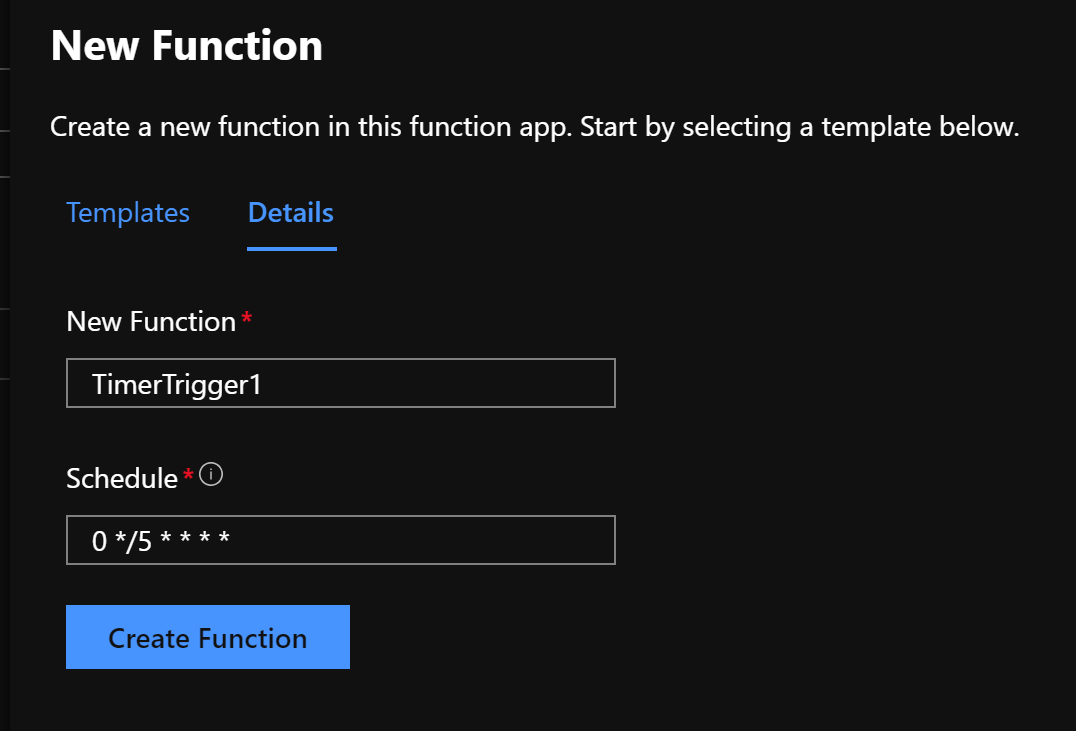 New Function
Create a new function in this function app. Start by selecting a template below.
Templates Details
New Function *
TimerTrigger1
Schedule *
0 */5 * * * *
Create Function